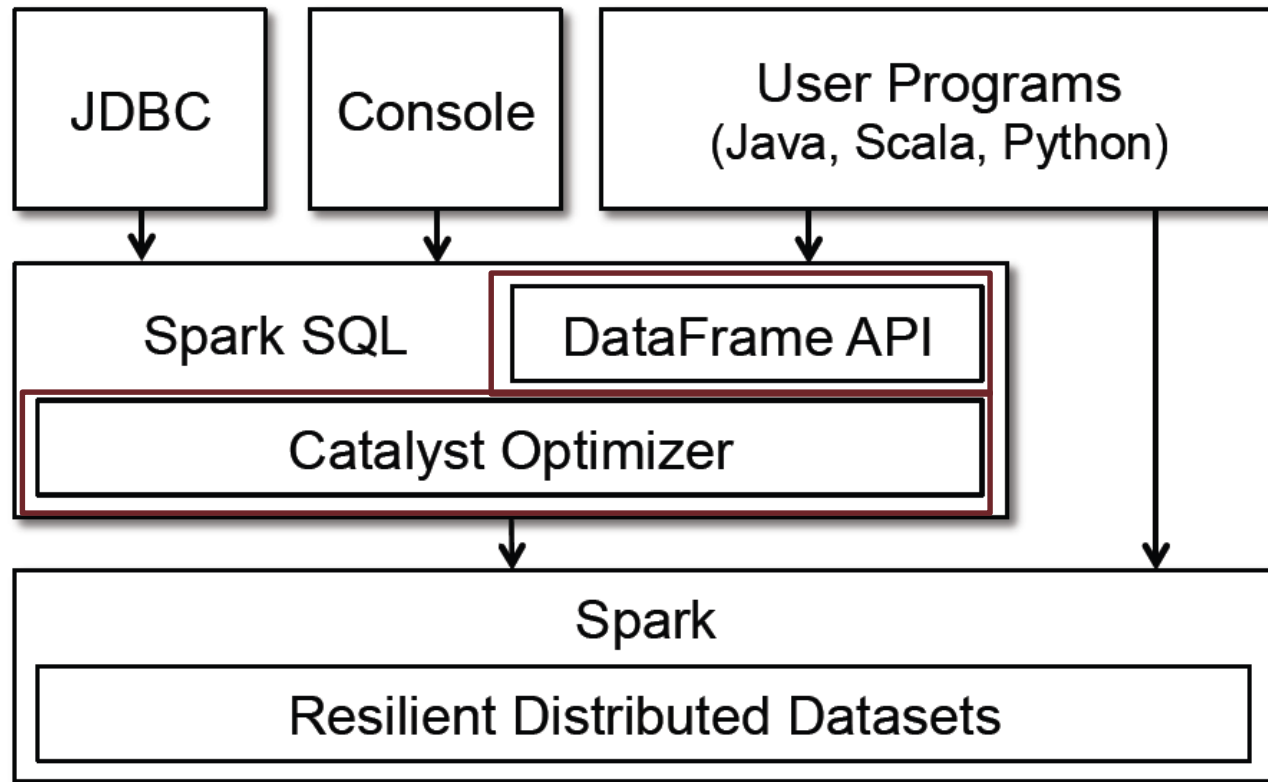 JDBC
Console
User Programs
(Java, Scala, Python)
Spark SQL
DataFrame API
Catalyst Optimizer
Spark
Resilient Distributed Datasets